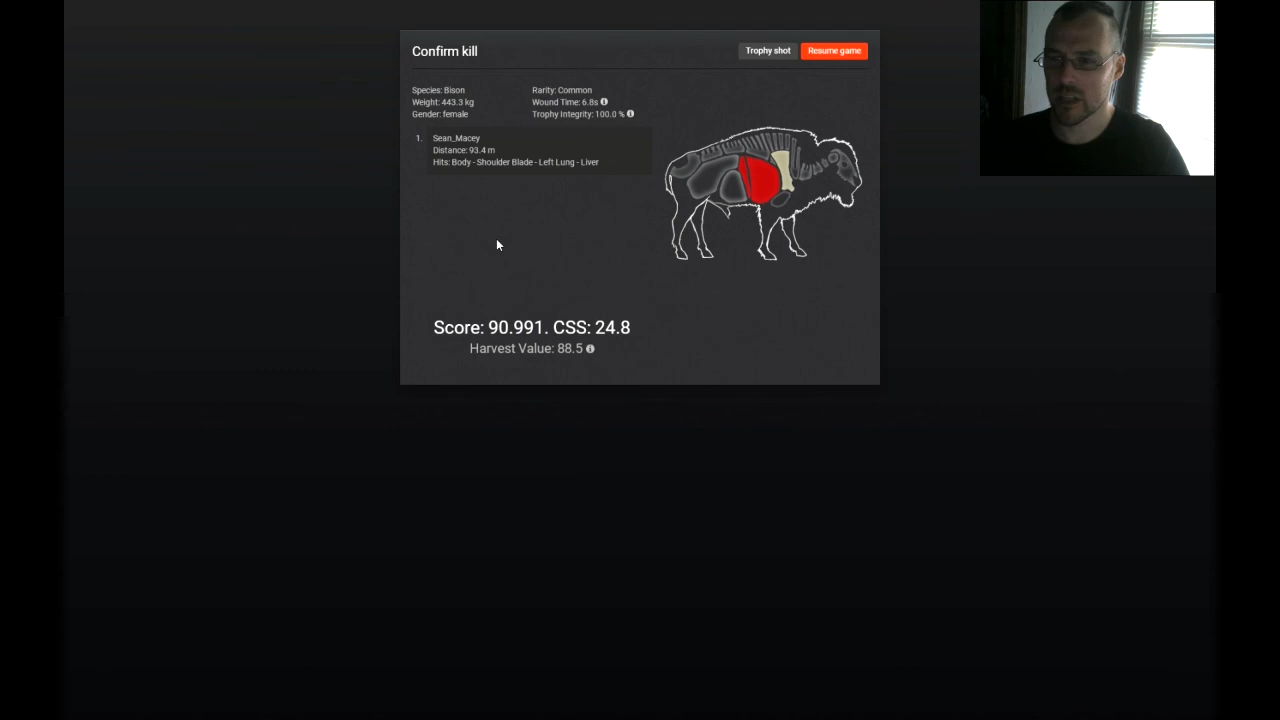 Confirm kill
Trophy shot
Resume game
Species: Bison
Rarity: Common
Weight: 443.3 kg
Wound Time: 6.8s
Gender: female
Trophy Integrity: 100.0 %
1. Sean_Macey
Distance: 93.4 m
Hits: Body - Shoulder Blade - Left Lung - Liver
Score: 90.991. CSS: 24.8
Harvest Value: 88.5